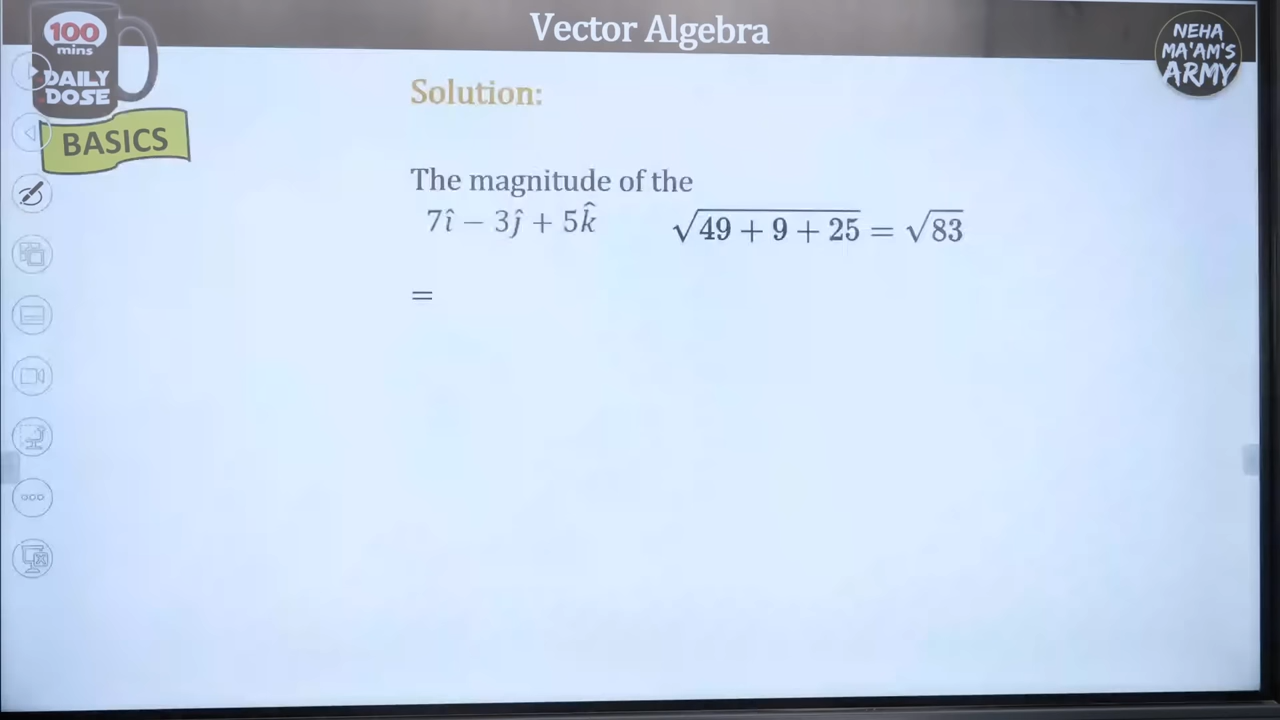 Vector Algebra
100
mins
DAILY
DOSE
BASICS
NEHA
MA'AM'S
ARMY
Solution:
The magnitude of the
7î − 3ĵ + 5k̂ √49 + 9 + 25 = √83
=